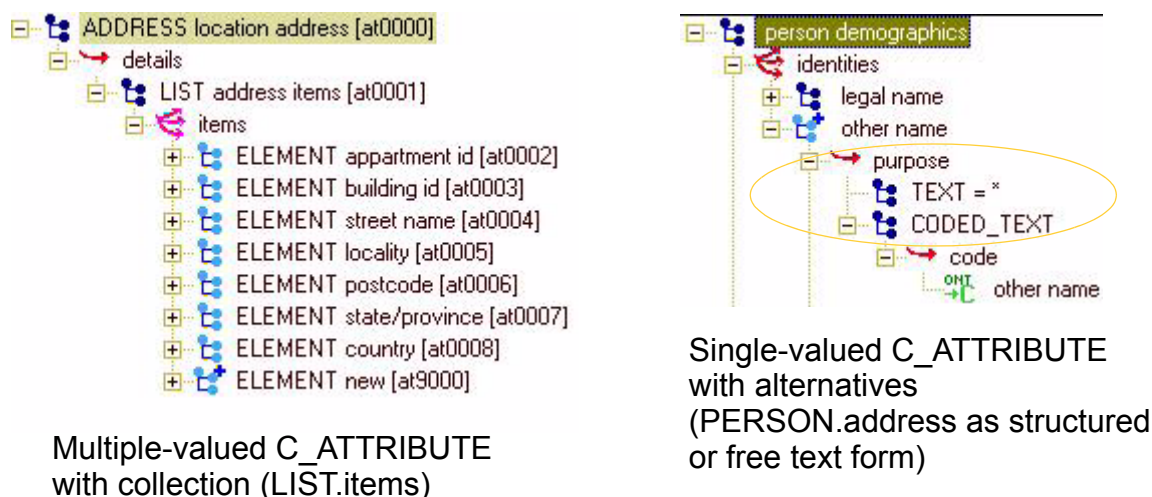 ADDRESS location address [at0000]
details
LIST address items [at0001]
items
ELEMENT appartment id [at0002]
ELEMENT building id [at0003]
ELEMENT street name [at0004]
ELEMENT locality [at0005]
ELEMENT postcode [at0006]
ELEMENT state/province [at0007]
ELEMENT country [at0008]
ELEMENT new [at9000]
Multiple-valued C_ATTRIBUTE
with collection (LIST.items)
person demographics
identities
legal name
other name
purpose
TEXT = *
CODED_TEXT
code
ONT C other name
Single-valued C_ATTRIBUTE
with alternatives
(PERSON.address as structured
or free text form)